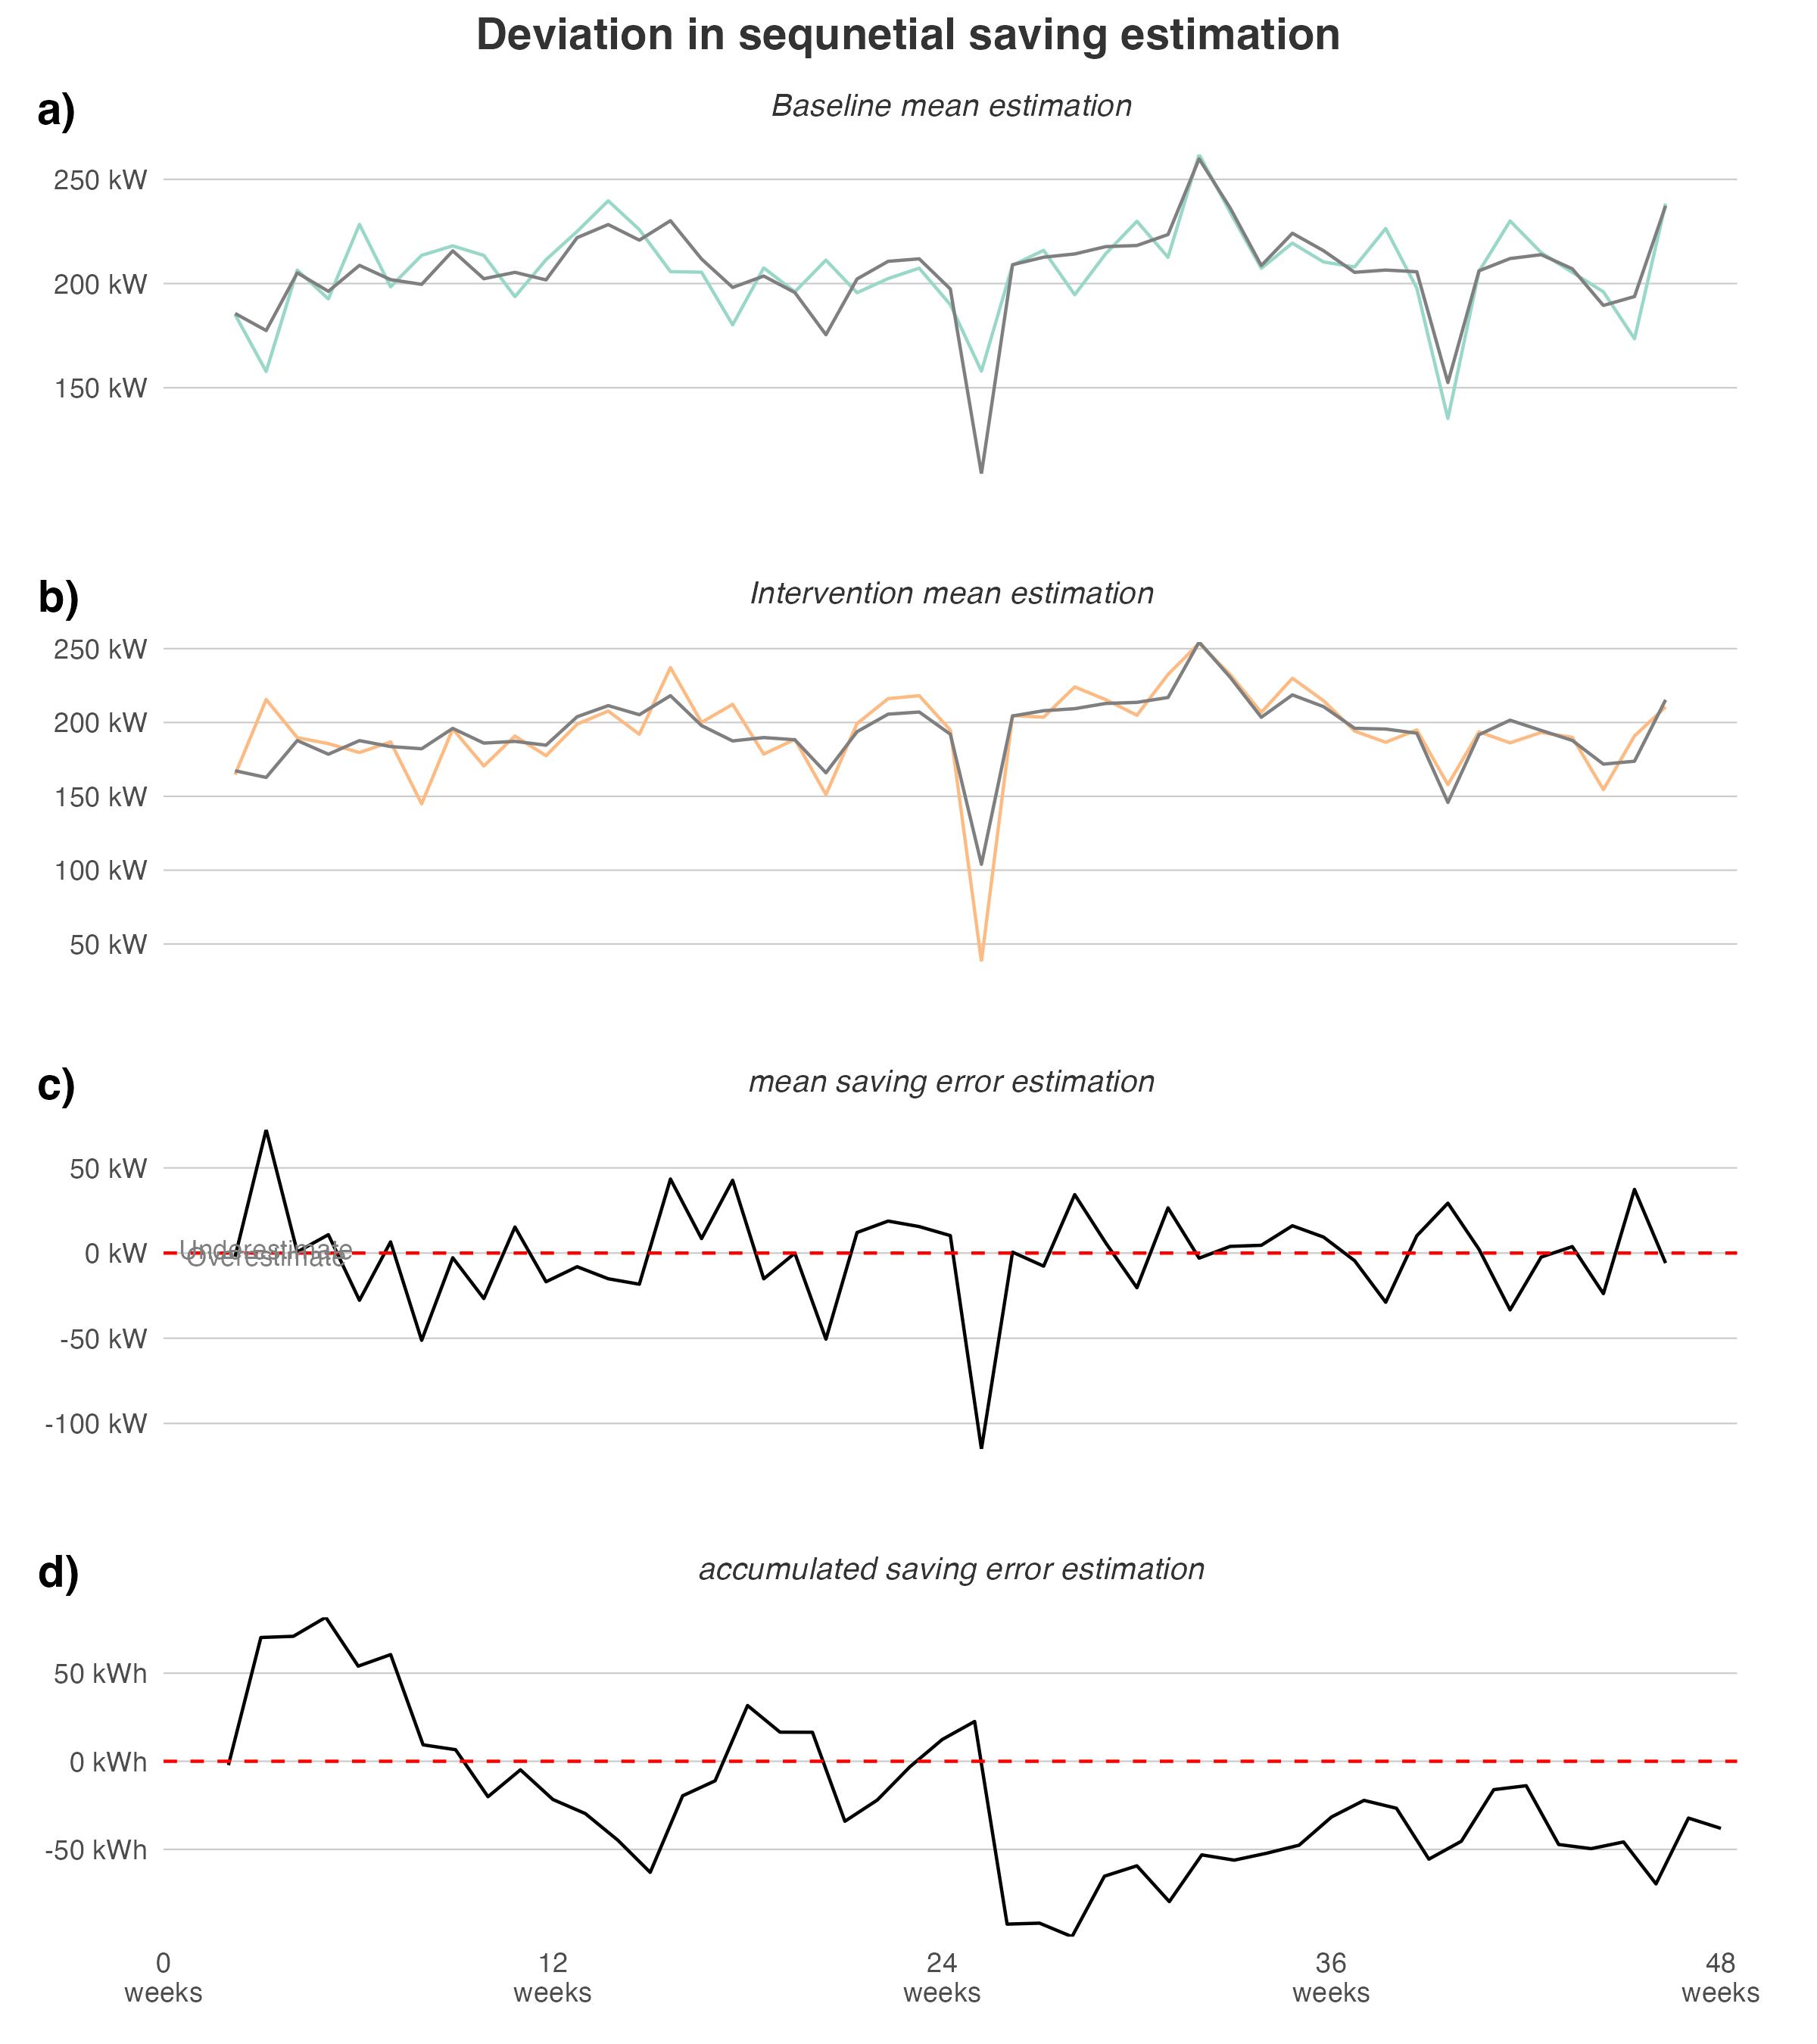 Deviation in sequnetial saving estimation
a)
Baseline mean estimation
250 kW
200 kW
150 kW
b)
Intervention mean estimation
250 kW
200 kW
150 kW
100 kW
50 kW
c)
mean saving error estimation
50 kW
Underestimate
0 kW
Overestimate
-50 kW
-100 kW
d)
accumulated saving error estimation
50 kWh
0 kWh
-50 kWh
0 12 24 36 48
weeks weeks weeks weeks weeks